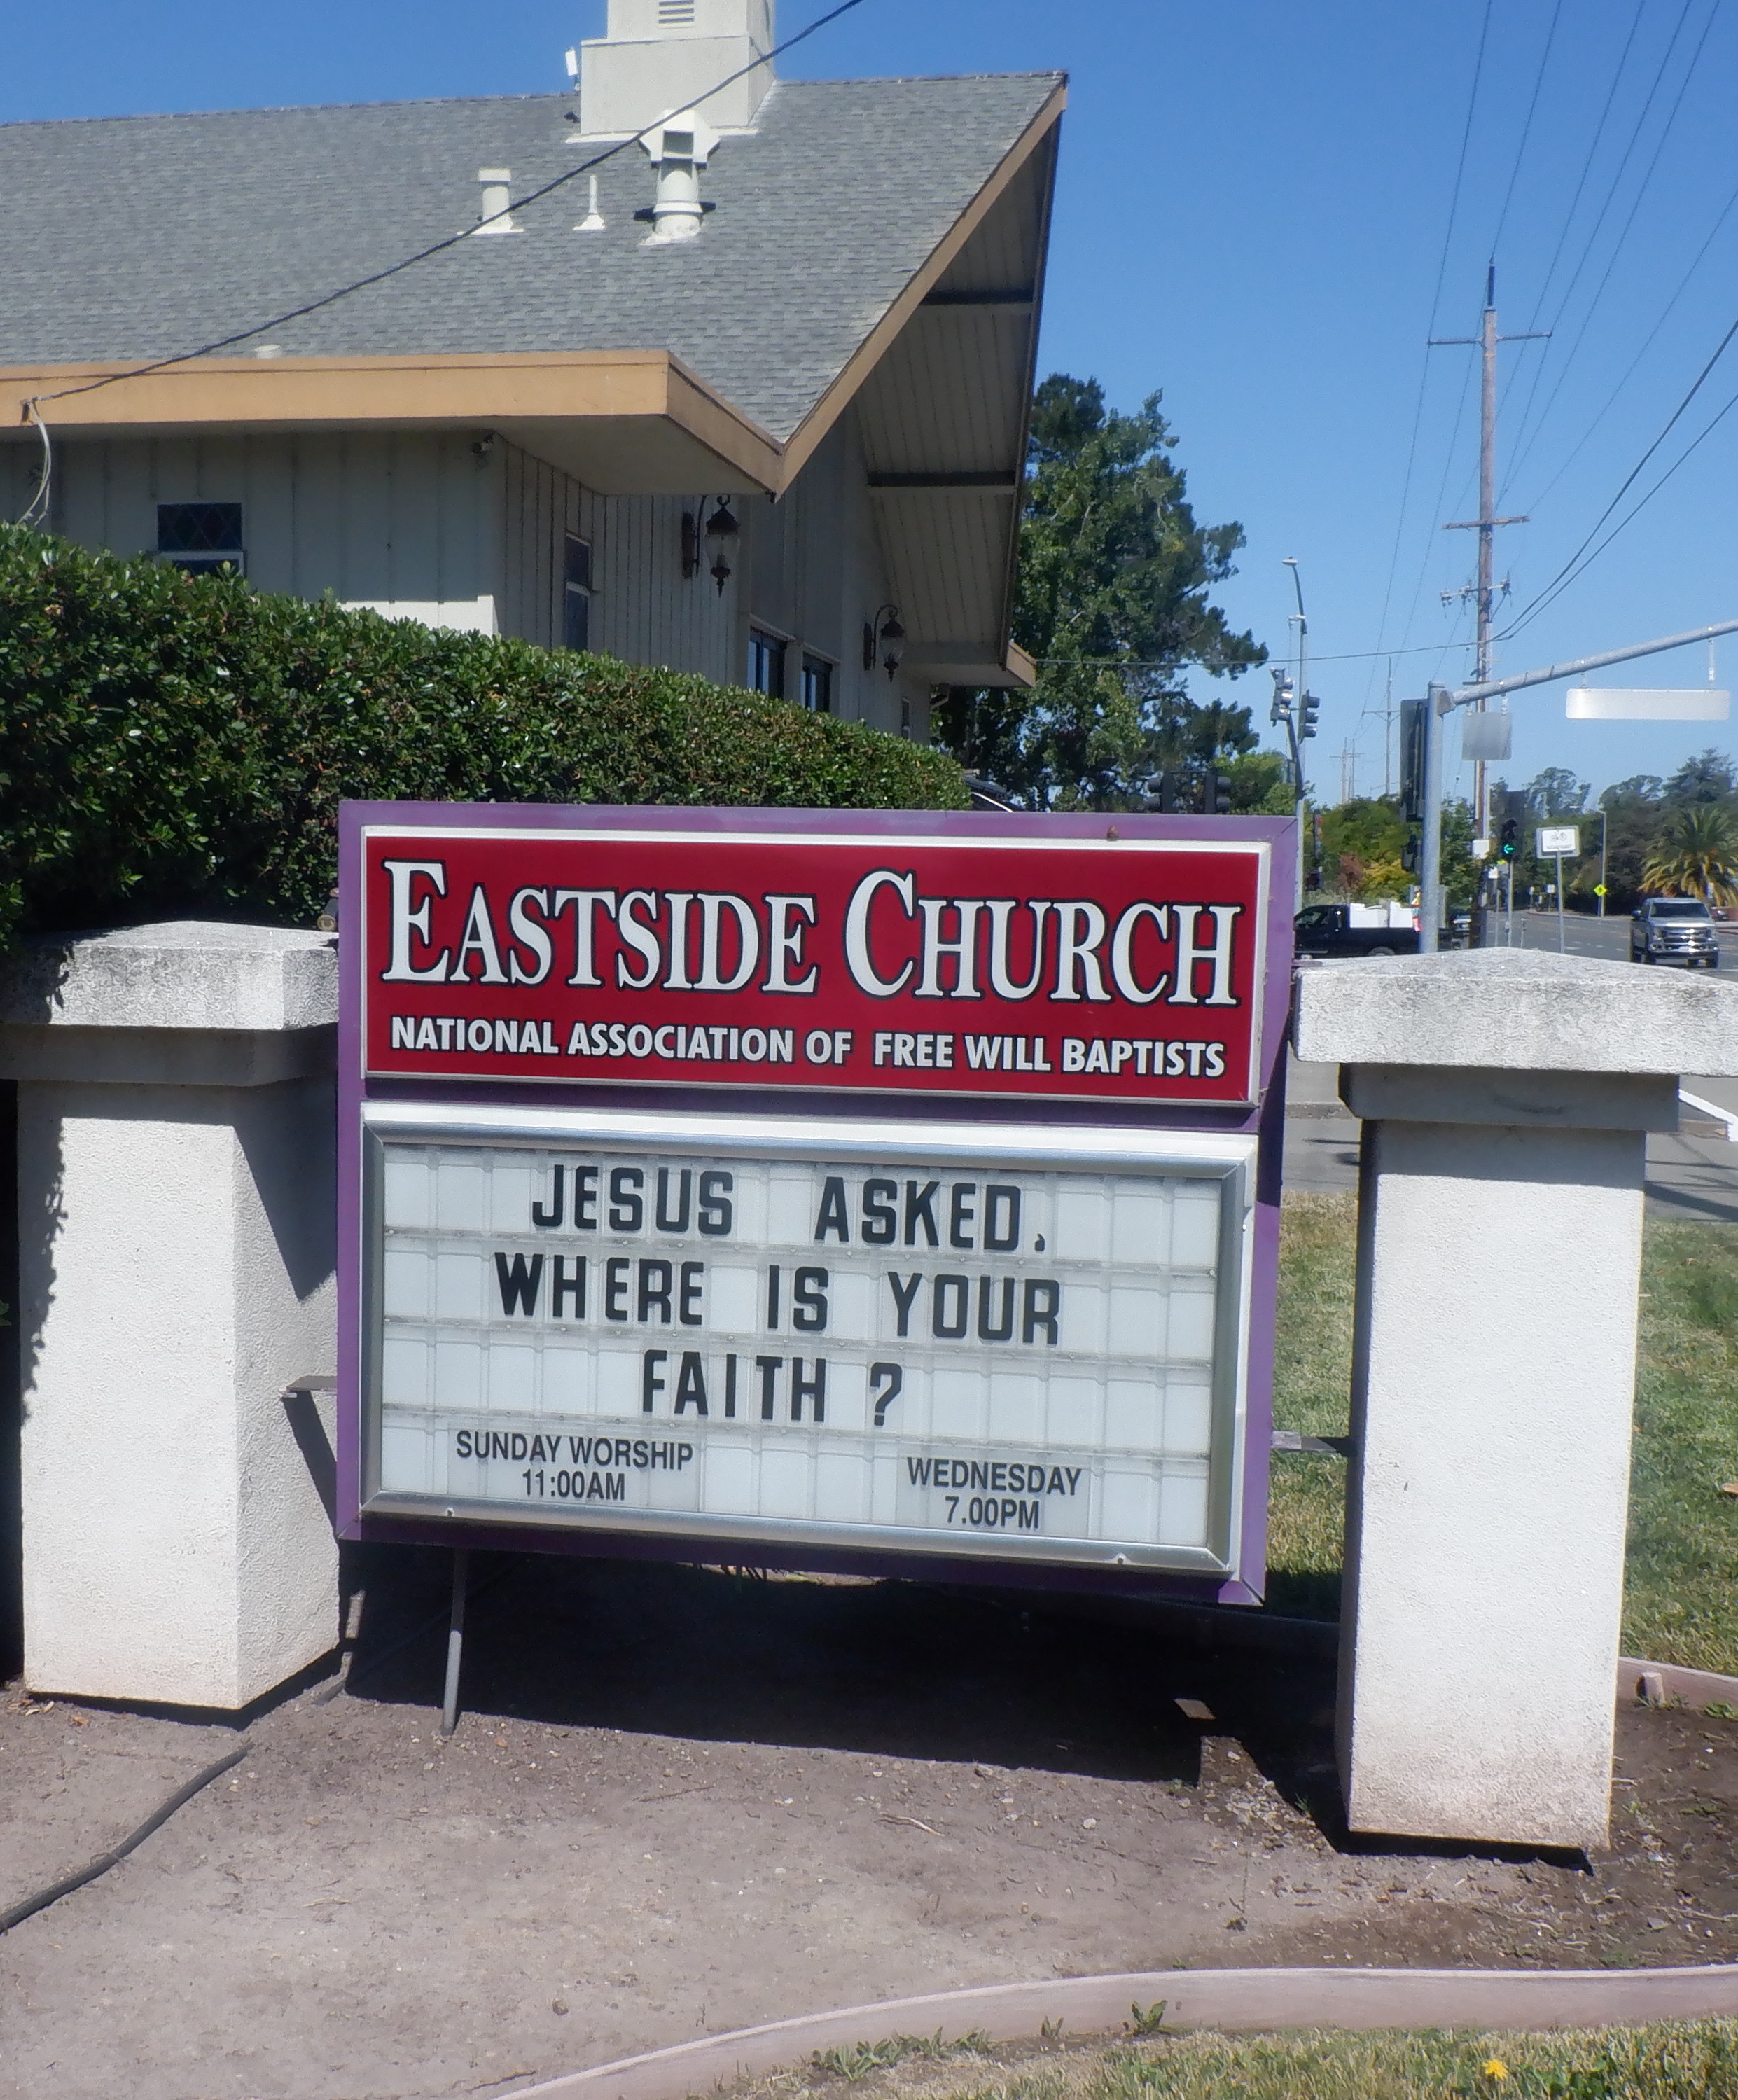 EASTSIDE CHURCH
NATIONAL ASSOCIATION OF FREE WILL BAPTISTS
JESUS ASKED,
WHERE IS YOUR
FAITH ?
SUNDAY WORSHIP
11:00AM
WEDNESDAY
7.00PM